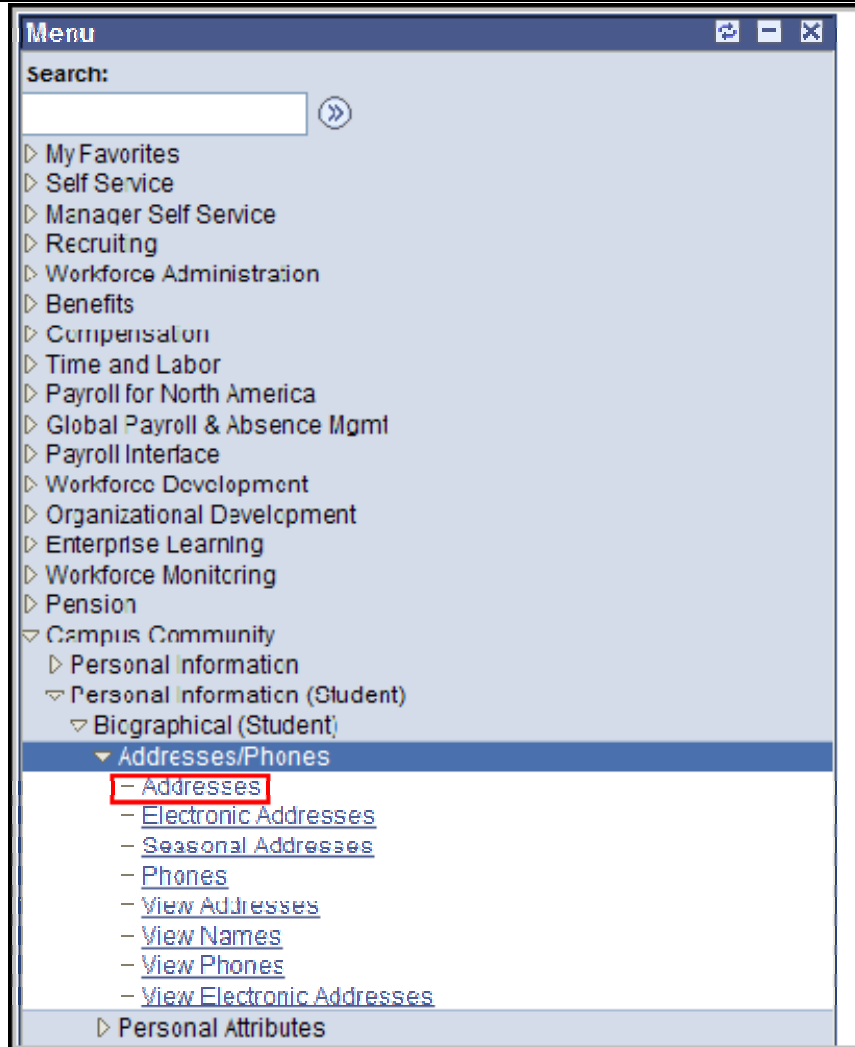 Menu
Search:
My Favorites
Self Service
Manager Self Service
Recruiting
Workforce Administration
Benefits
Compensation
Time and Labor
Payroll for North America
Global Payroll & Absence Mgmt
Payroll Interface
Workforce Development
Organizational Development
Enterprise Learning
Workforce Monitoring
Pension
Campus Community
Personal Information
Personal Information (Student)
Biographical (Student)
Addresses/Phones
– Addresses
– Electronic Addresses
– Seasonal Addresses
– Phones
– View Addresses
– View Names
– View Phones
– View Electronic Addresses
Personal Attributes